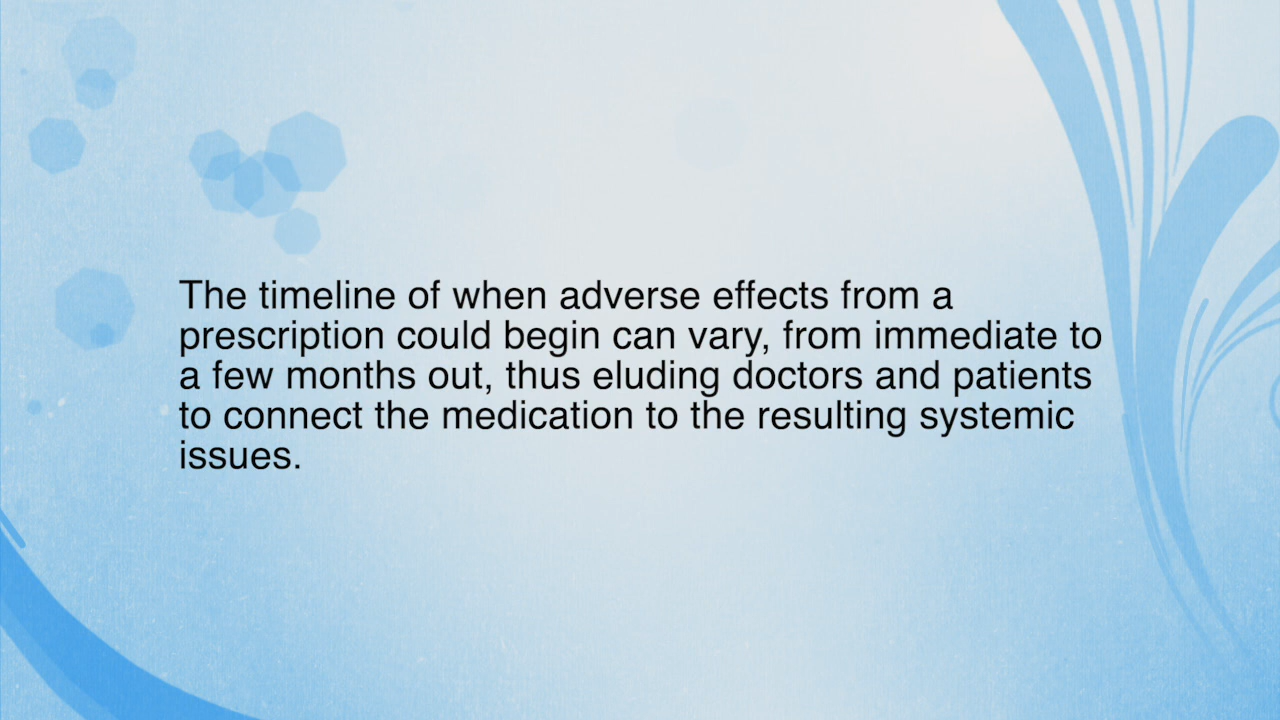 The timeline of when adverse effects from a
prescription could begin can vary, from immediate to
a few months out, thus eluding doctors and patients
to connect the medication to the resulting systemic
issues.